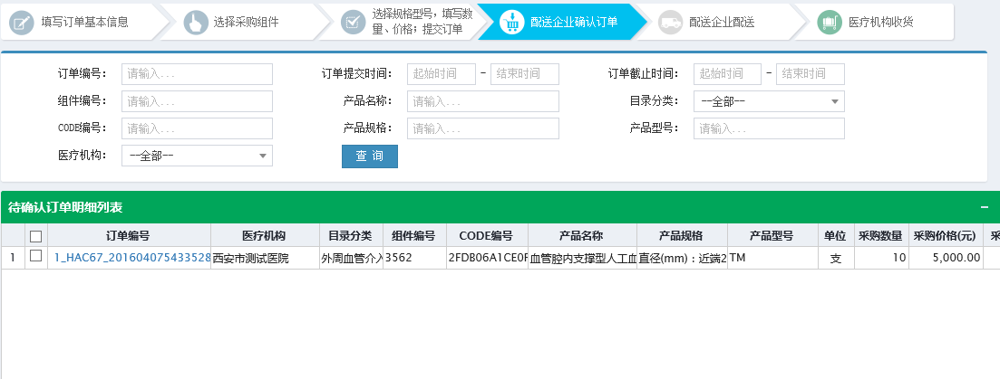 填写订单基本信息
选择采购组件
选择规格型号，填写数
量、价格；提交订单
配送企业确认订单
配送企业配送
医疗机构收货
订单编号： 请输入... 订单提交时间： 起始时间 - 结束时间 订单截止时间： 起始时间 - 结束时间
组件编号： 请输入... 产品名称： 请输入... 目录分类： --全部--
CODE编号： 请输入... 产品规格： 请输入... 产品型号： 请输入...
医疗机构： --全部-- 查 询
待确认订单明细列表 −
订单编号 医疗机构 目录分类 组件编号 CODE编号 产品名称 产品规格 产品型号 单位 采购数量 采购价格(元)
1 1_HAC67_201604075433528 西安市测试医院 外周血管介入 3562 2FDB06A1CE0F 血管腔内支撑型人工血 直径(mm)：近端2 TM 支 10 5,000.00